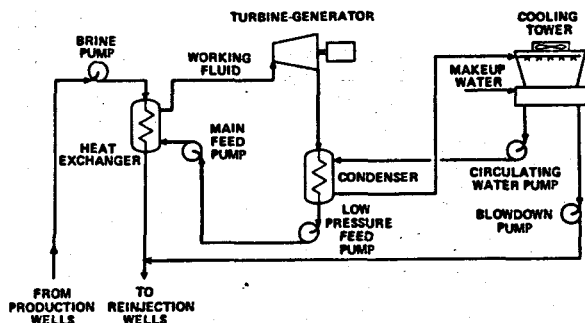 TURBINE-GENERATOR
COOLING
TOWER
BRINE
PUMP
WORKING
FLUID
MAKEUP
WATER
MAIN
FEED
PUMP
HEAT
EXCHANGER
CONDENSER
CIRCULATING
WATER PUMP
LOW
PRESSURE
FEED
PUMP
BLOWDOWN
PUMP
FROM
PRODUCTION
WELLS
TO
REINJECTION
WELLS